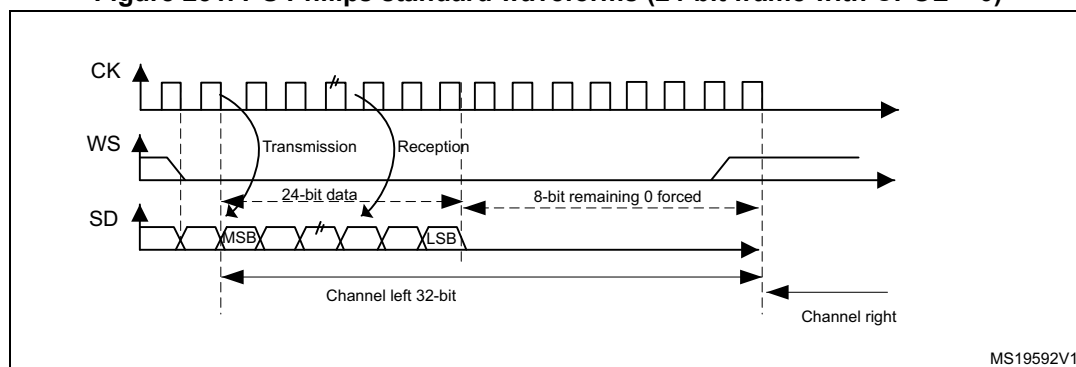 CK
WS
Transmission
Reception
24-bit data
8-bit remaining 0 forced
SD
MSB
LSB
Channel left 32-bit
Channel right
MS19592V1